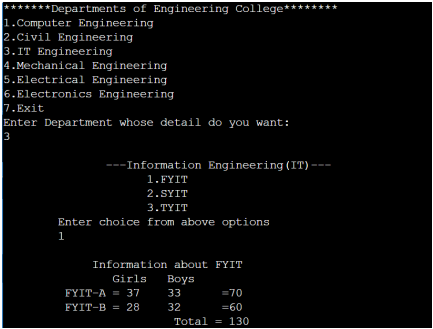 *******Departments of Engineering College********
1.Computer Engineering
2.Civil Engineering
3.IT Engineering
4.Mechanical Engineering
5.Electrical Engineering
6.Electronics Engineering
7.Exit
Enter Department whose detail do you want:
3
---Information Engineering(IT)---
1.FYIT
2.SYIT
3.TYIT
Enter choice from above options
1
Information about FYIT
Girls Boys
FYIT-A = 37 33 =70
FYIT-B = 28 32 =60
Total = 130